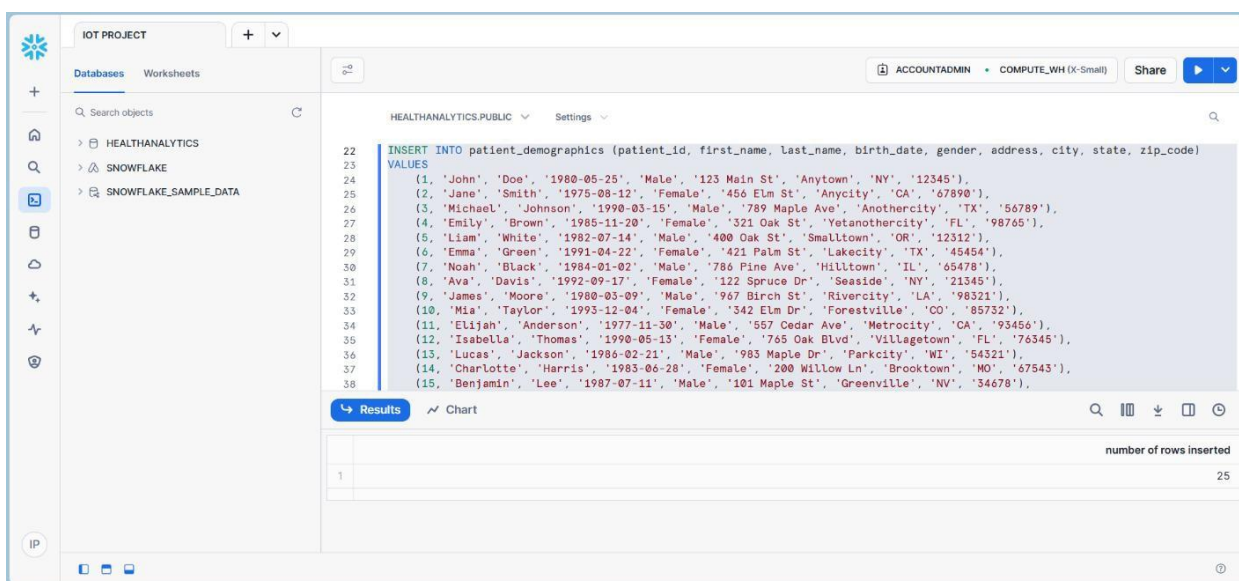 IOT PROJECT
Databases Worksheets
Search objects
HEALTHANALYTICS
SNOWFLAKE
SNOWFLAKE_SAMPLE_DATA
ACCOUNTADMIN • COMPUTE_WH (X-Small) Share
HEALTHANALYTICS.PUBLIC Settings
22 INSERT INTO patient_demographics (patient_id, first_name, last_name, birth_date, gender, address, city, state, zip_code)
23 VALUES
24 (1, 'John', 'Doe', '1980-05-25', 'Male', '123 Main St', 'Anytown', 'NY', '12345'),
25 (2, 'Jane', 'Smith', '1975-08-12', 'Female', '456 Elm St', 'Anycity', 'CA', '67890'),
26 (3, 'Michael', 'Johnson', '1990-03-15', 'Male', '789 Maple Ave', 'Anothercity', 'TX', '56789'),
27 (4, 'Emily', 'Brown', '1985-11-20', 'Female', '321 Oak St', 'Yetanothercity', 'FL', '98765'),
28 (5, 'Liam', 'White', '1982-07-14', 'Male', '400 Oak St', 'Smalltown', 'OR', '12312'),
29 (6, 'Emma', 'Green', '1991-04-22', 'Female', '421 Palm St', 'Lakecity', 'TX', '45454'),
30 (7, 'Noah', 'Black', '1984-01-02', 'Male', '786 Pine Ave', 'Hilltown', 'IL', '65478'),
31 (8, 'Ava', 'Davis', '1992-09-17', 'Female', '122 Spruce Dr', 'Seaside', 'NY', '21345'),
32 (9, 'James', 'Moore', '1980-03-09', 'Male', '967 Birch St', 'Rivercity', 'LA', '98321'),
33 (10, 'Mia', 'Taylor', '1993-12-04', 'Female', '342 Elm Dr', 'Forestville', 'CO', '85732'),
34 (11, 'Elijah', 'Anderson', '1977-11-30', 'Male', '557 Cedar Ave', 'Metrocity', 'CA', '93456'),
35 (12, 'Isabella', 'Thomas', '1990-05-13', 'Female', '765 Oak Blvd', 'Villagetown', 'FL', '76345'),
36 (13, 'Lucas', 'Jackson', '1986-02-21', 'Male', '983 Maple Dr', 'Parkcity', 'WI', '54321'),
37 (14, 'Charlotte', 'Harris', '1983-06-28', 'Female', '200 Willow Ln', 'Brooktown', 'MO', '67543'),
38 (15, 'Benjamin', 'Lee', '1987-07-11', 'Male', '101 Maple St', 'Greenville', 'NV', '34678'),
Results Chart
number of rows inserted
1 25
IP